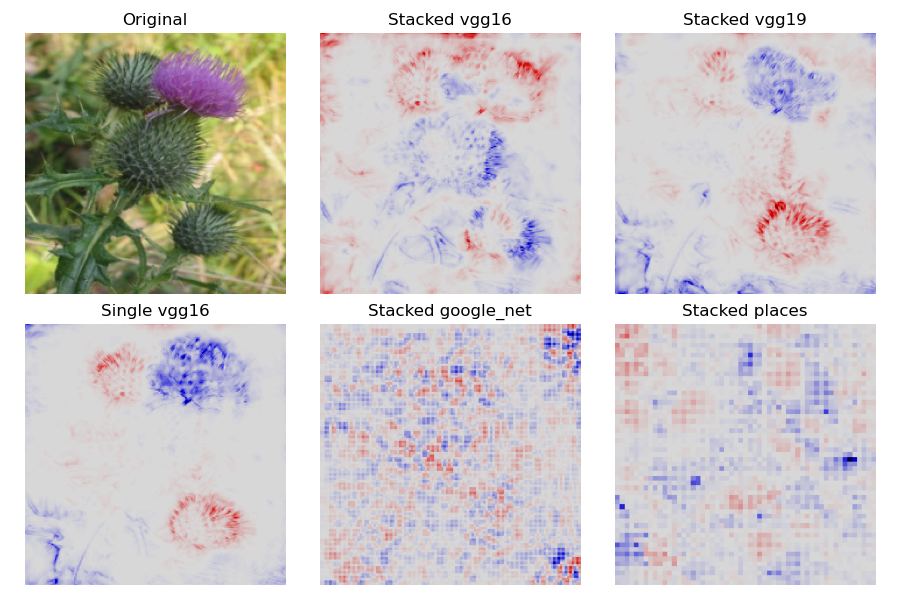 Original
Stacked vgg16
Stacked vgg19
Single vgg16
Stacked google_net
Stacked places